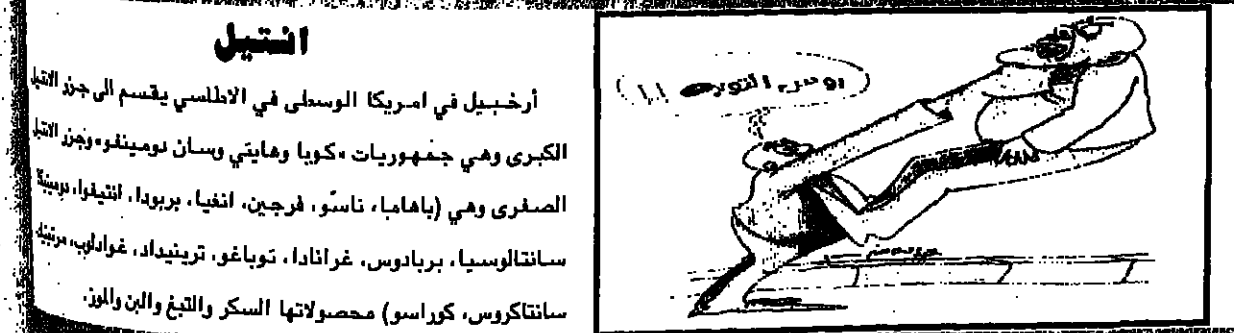 انتيل
أرخبيل في امريكا الوسطى في الاطلسي يقسم الى جزر الانتيل
الكبرى وهي جمهوريات «كوبا وهايتي وسان دومينغو» وجزر الانتيل
الصغرى وهي (باهاما، ناسّو، فرجين، انغيا، بربودا، انتيغوا، دومينيكا
سانتالوسيا، بربادوس، غرانادا، توباغو، ترينيداد، غوادلوب، مرتينيك
سانتاكروس، كوراسو) محصولاتها السكر والتبغ والبن والموز.